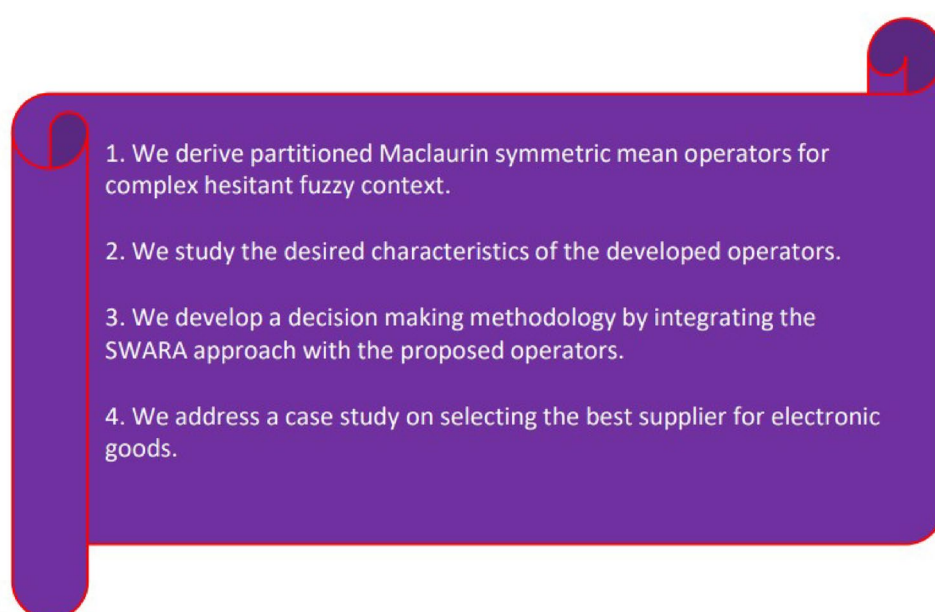 1. We derive partitioned Maclaurin symmetric mean operators for
complex hesitant fuzzy context.
2. We study the desired characteristics of the developed operators.
3. We develop a decision making methodology by integrating the
SWARA approach with the proposed operators.
4. We address a case study on selecting the best supplier for electronic
goods.